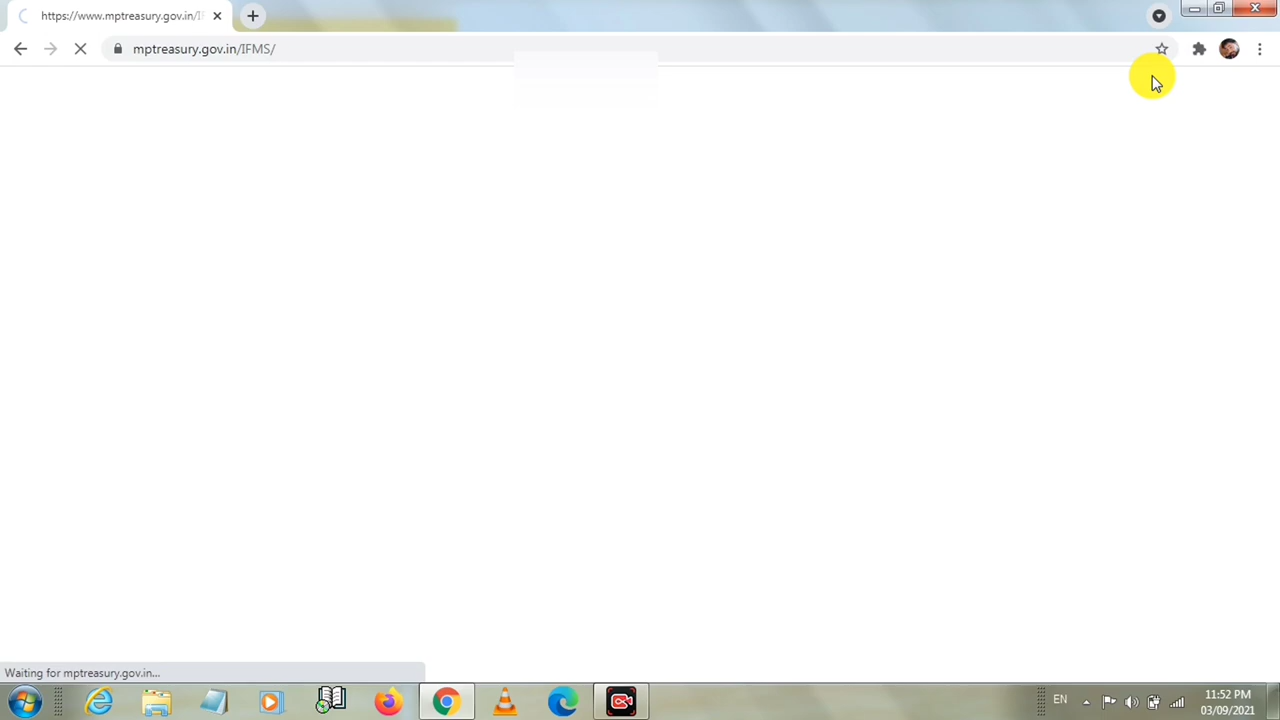 https://www.mptreasury.gov.in/IF
mptreasury.gov.in/IFMS/
Waiting for mptreasury.gov.in...
EN
11:52 PM
03/09/2021